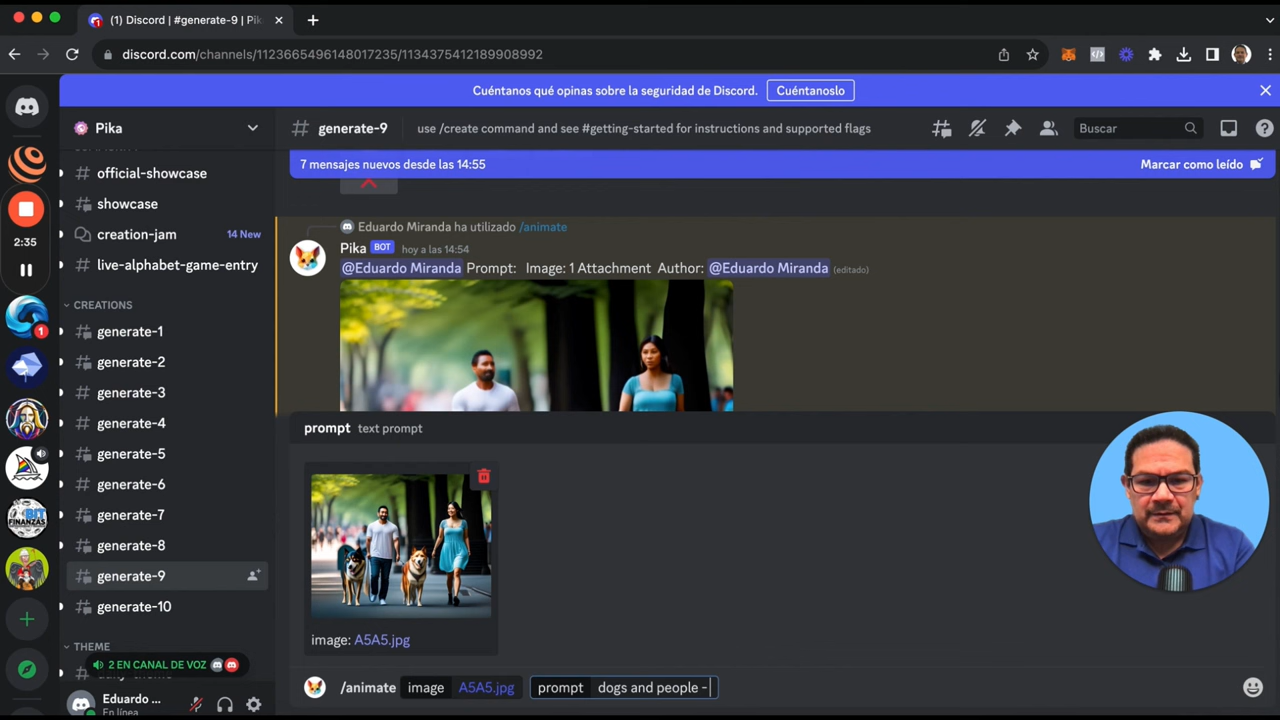 (1) Discord | #generate-9 | Pik
discord.com/channels/1123665496148017235/1134375412189908992
Cuéntanos qué opinas sobre la seguridad de Discord.
Cuéntanoslo
Pika
generate-9
use /create command and see #getting-started for instructions and supported flags
Buscar
7 mensajes nuevos desde las 14:55
Marcar como leído
official-showcase
showcase
creation-jam
14 New
live-alphabet-game-entry
CREATIONS
generate-1
generate-2
generate-3
generate-4
generate-5
generate-6
generate-7
generate-8
generate-9
generate-10
THEME
2 EN CANAL DE VOZ
Eduardo ...
En línea
2:35
1
BIT
FINANZAS
Eduardo Miranda ha utilizado /animate
Pika BOT hoy a las 14:54
@Eduardo Miranda Prompt: Image: 1 Attachment Author: @Eduardo Miranda (editado)
prompt text prompt
image: A5A5.jpg
/animate image A5A5.jpg prompt dogs and people -